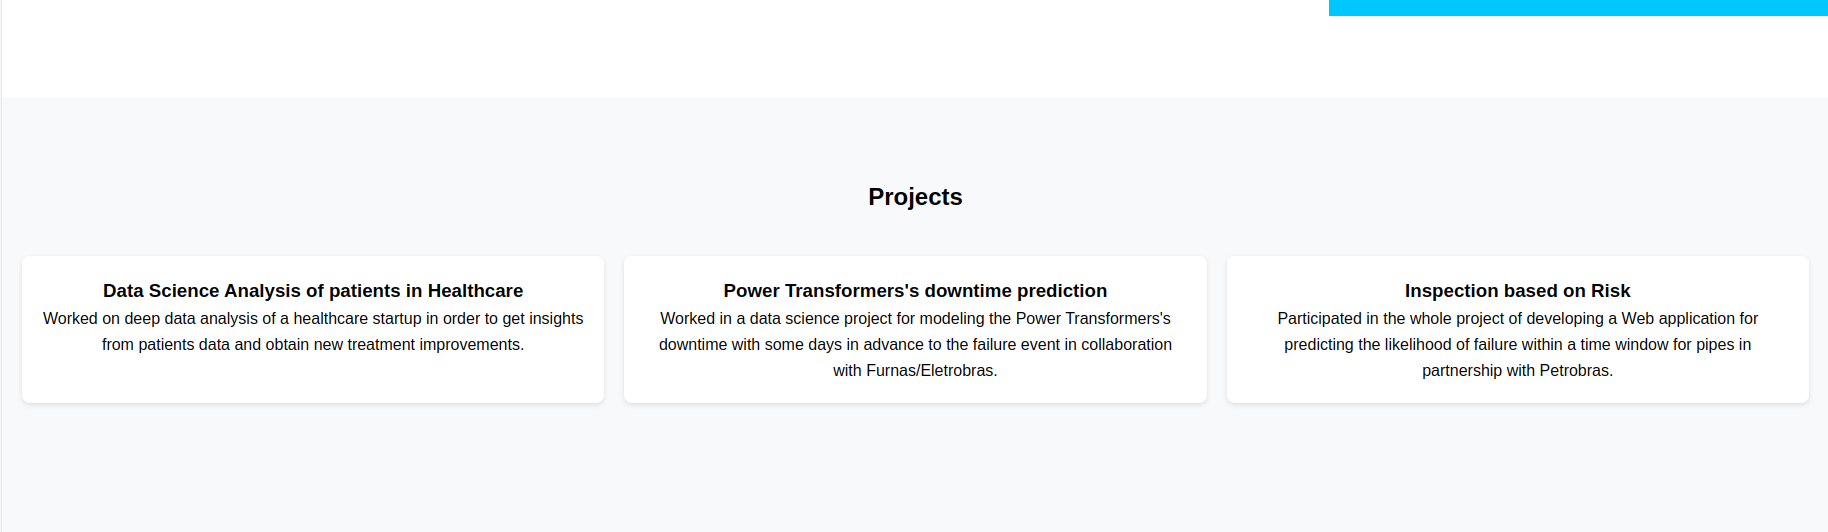 Projects
Data Science Analysis of patients in Healthcare
Worked on deep data analysis of a healthcare startup in order to get insights
from patients data and obtain new treatment improvements.
Power Transformers's downtime prediction
Worked in a data science project for modeling the Power Transformers's
downtime with some days in advance to the failure event in collaboration
with Furnas/Eletrobras.
Inspection based on Risk
Participated in the whole project of developing a Web application for
predicting the likelihood of failure within a time window for pipes in
partnership with Petrobras.